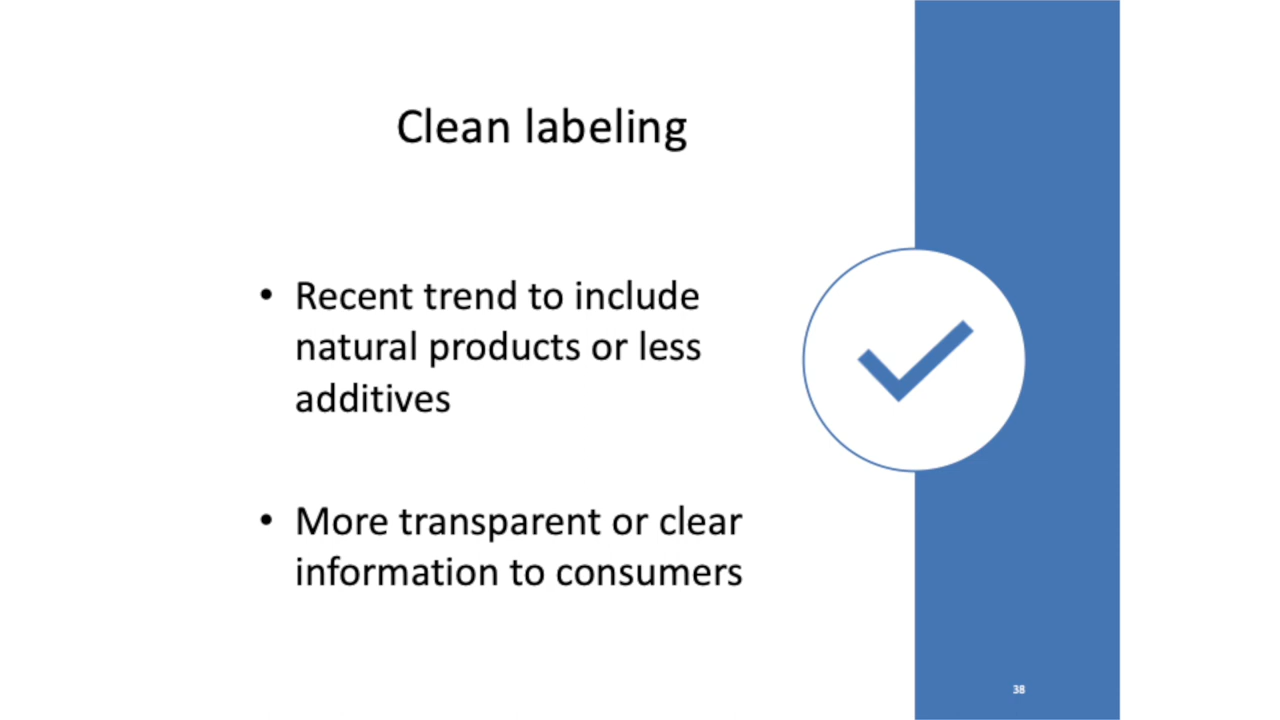 Clean labeling
• Recent trend to include
natural products or less
additives
• More transparent or clear
information to consumers
38